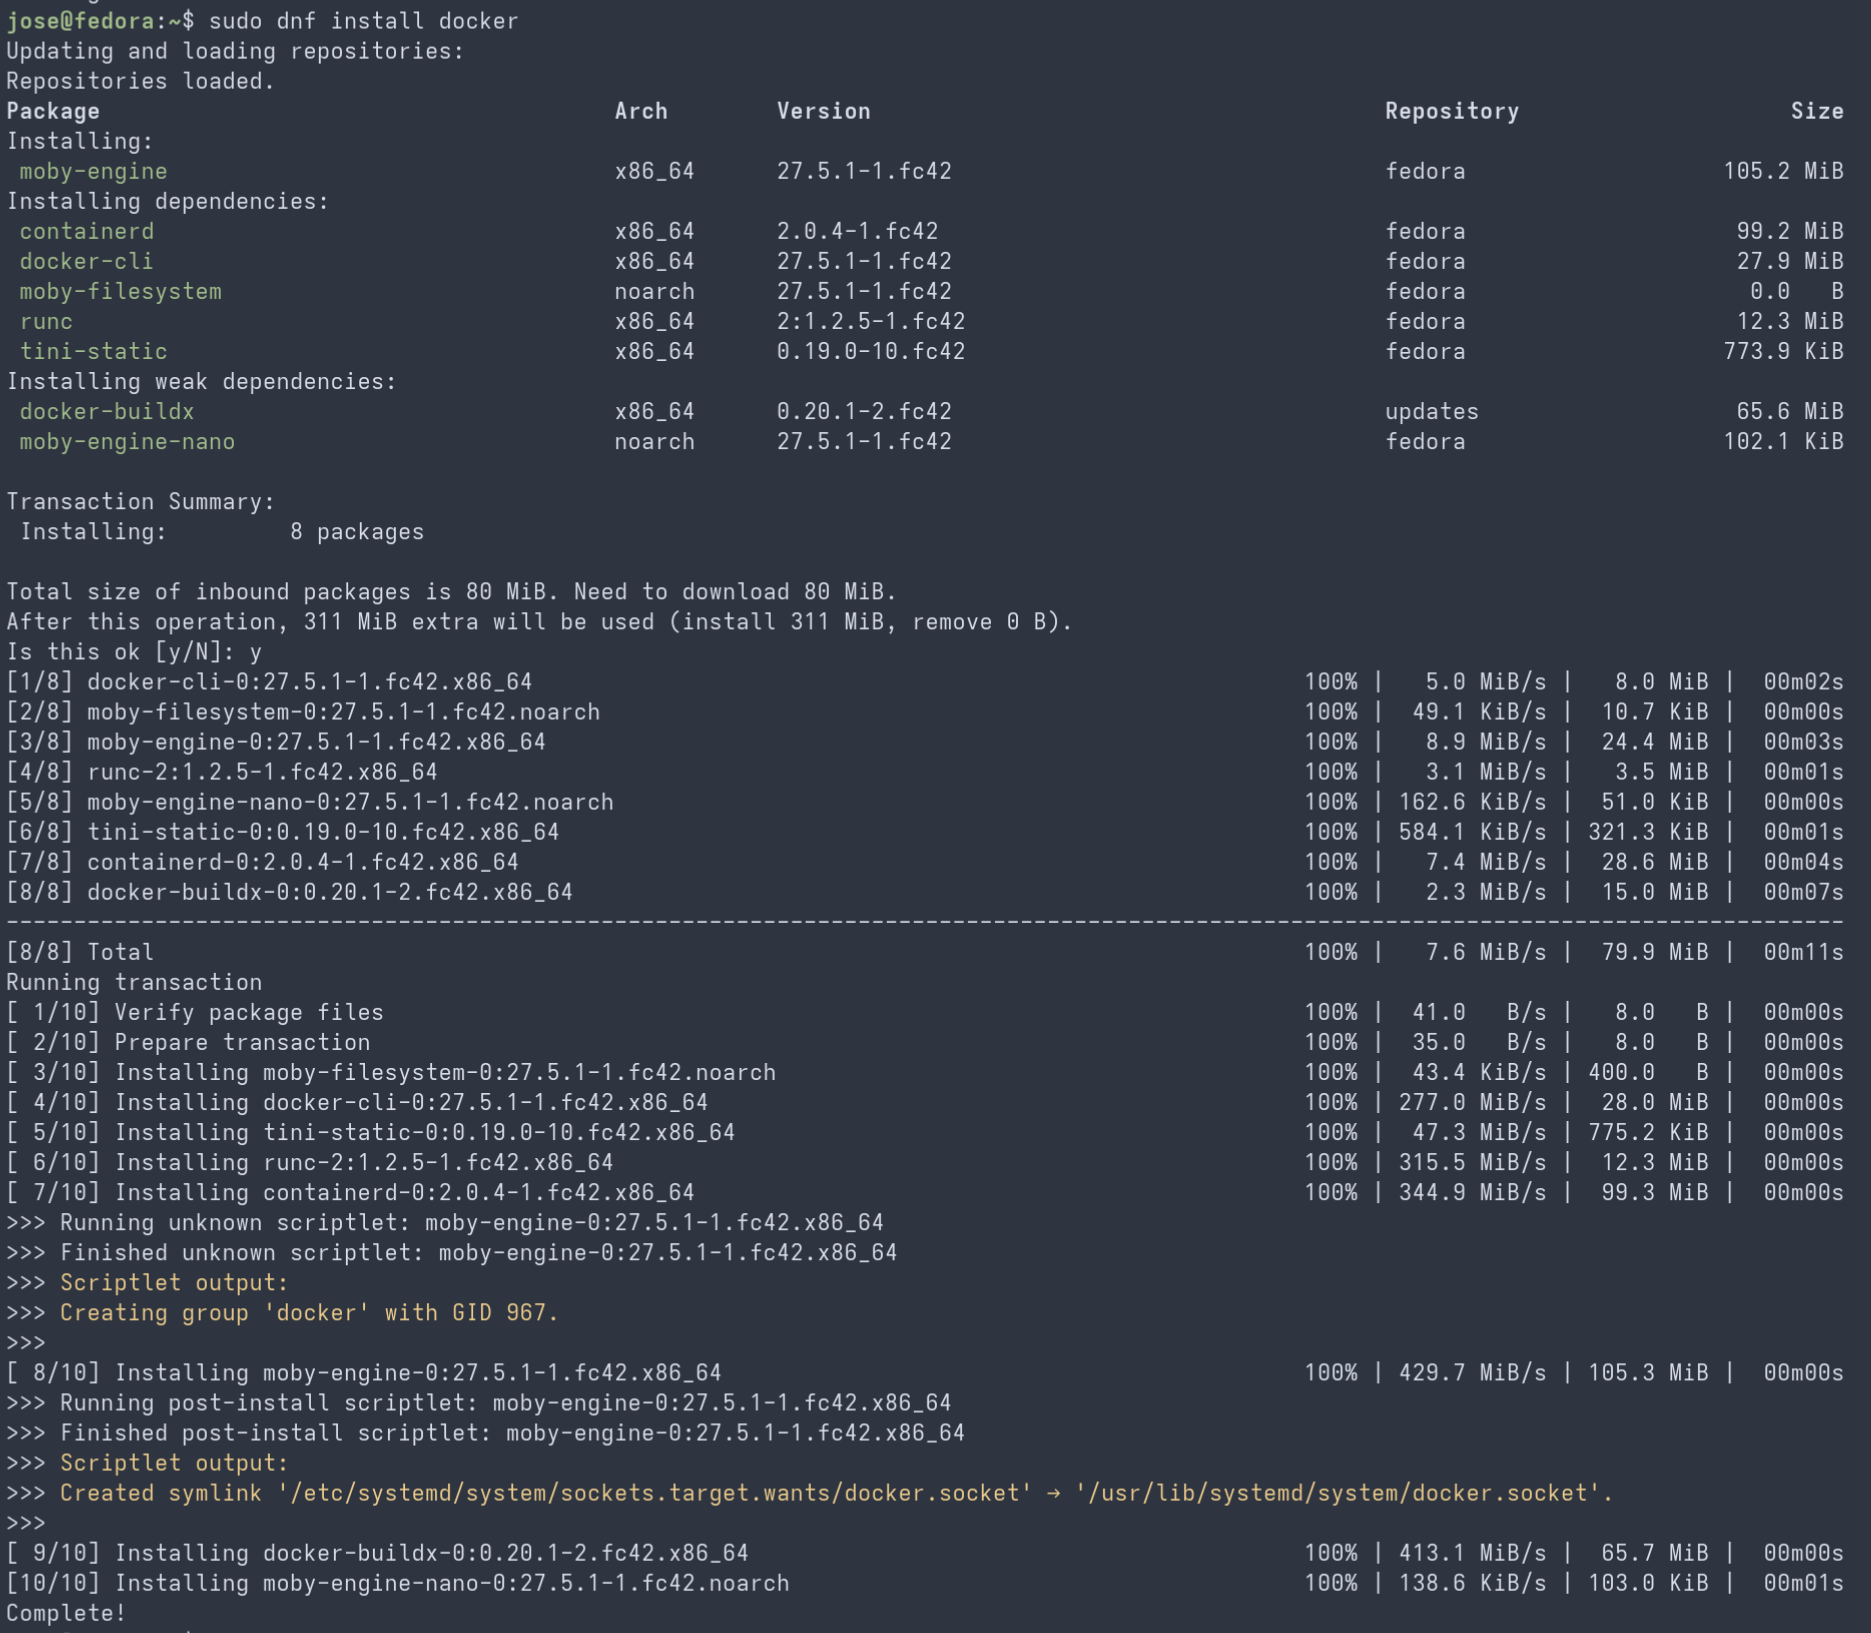 jose@fedora:~$ sudo dnf install docker
Updating and loading repositories:
Repositories loaded.
Package Arch Version Repository Size
Installing:
moby-engine x86_64 27.5.1-1.fc42 fedora 105.2 MiB
Installing dependencies:
containerd x86_64 2.0.4-1.fc42 fedora 99.2 MiB
docker-cli x86_64 27.5.1-1.fc42 fedora 27.9 MiB
moby-filesystem noarch 27.5.1-1.fc42 fedora 0.0 B
runc x86_64 2:1.2.5-1.fc42 fedora 12.3 MiB
tini-static x86_64 0.19.0-10.fc42 fedora 773.9 KiB
Installing weak dependencies:
docker-buildx x86_64 0.20.1-2.fc42 updates 65.6 MiB
moby-engine-nano noarch 27.5.1-1.fc42 fedora 102.1 KiB
Transaction Summary:
Installing: 8 packages
Total size of inbound packages is 80 MiB. Need to download 80 MiB.
After this operation, 311 MiB extra will be used (install 311 MiB, remove 0 B).
Is this ok [y/N]: y
[1/8] docker-cli-0:27.5.1-1.fc42.x86_64 100% | 5.0 MiB/s | 8.0 MiB | 00m02s
[2/8] moby-filesystem-0:27.5.1-1.fc42.noarch 100% | 49.1 KiB/s | 10.7 KiB | 00m00s
[3/8] moby-engine-0:27.5.1-1.fc42.x86_64 100% | 8.9 MiB/s | 24.4 MiB | 00m03s
[4/8] runc-2:1.2.5-1.fc42.x86_64 100% | 3.1 MiB/s | 3.5 MiB | 00m01s
[5/8] moby-engine-nano-0:27.5.1-1.fc42.noarch 100% | 162.6 KiB/s | 51.0 KiB | 00m00s
[6/8] tini-static-0:0.19.0-10.fc42.x86_64 100% | 584.1 KiB/s | 321.3 KiB | 00m01s
[7/8] containerd-0:2.0.4-1.fc42.x86_64 100% | 7.4 MiB/s | 28.6 MiB | 00m04s
[8/8] docker-buildx-0:0.20.1-2.fc42.x86_64 100% | 2.3 MiB/s | 15.0 MiB | 00m07s
----------------------------------------------------------------------------------------------------------------------------------------
[8/8] Total 100% | 7.6 MiB/s | 79.9 MiB | 00m11s
Running transaction
[ 1/10] Verify package files 100% | 41.0 B/s | 8.0 B | 00m00s
[ 2/10] Prepare transaction 100% | 35.0 B/s | 8.0 B | 00m00s
[ 3/10] Installing moby-filesystem-0:27.5.1-1.fc42.noarch 100% | 43.4 KiB/s | 400.0 B | 00m00s
[ 4/10] Installing docker-cli-0:27.5.1-1.fc42.x86_64 100% | 277.0 MiB/s | 28.0 MiB | 00m00s
[ 5/10] Installing tini-static-0:0.19.0-10.fc42.x86_64 100% | 47.3 MiB/s | 775.2 KiB | 00m00s
[ 6/10] Installing runc-2:1.2.5-1.fc42.x86_64 100% | 315.5 MiB/s | 12.3 MiB | 00m00s
[ 7/10] Installing containerd-0:2.0.4-1.fc42.x86_64 100% | 344.9 MiB/s | 99.3 MiB | 00m00s
>>> Running unknown scriptlet: moby-engine-0:27.5.1-1.fc42.x86_64
>>> Finished unknown scriptlet: moby-engine-0:27.5.1-1.fc42.x86_64
>>> Scriptlet output:
>>> Creating group 'docker' with GID 967.
>>>
[ 8/10] Installing moby-engine-0:27.5.1-1.fc42.x86_64 100% | 429.7 MiB/s | 105.3 MiB | 00m00s
>>> Running post-install scriptlet: moby-engine-0:27.5.1-1.fc42.x86_64
>>> Finished post-install scriptlet: moby-engine-0:27.5.1-1.fc42.x86_64
>>> Scriptlet output:
>>> Created symlink '/etc/systemd/system/sockets.target.wants/docker.socket' → '/usr/lib/systemd/system/docker.socket'.
>>>
[ 9/10] Installing docker-buildx-0:0.20.1-2.fc42.x86_64 100% | 413.1 MiB/s | 65.7 MiB | 00m00s
[10/10] Installing moby-engine-nano-0:27.5.1-1.fc42.noarch 100% | 138.6 KiB/s | 103.0 KiB | 00m01s
Complete!